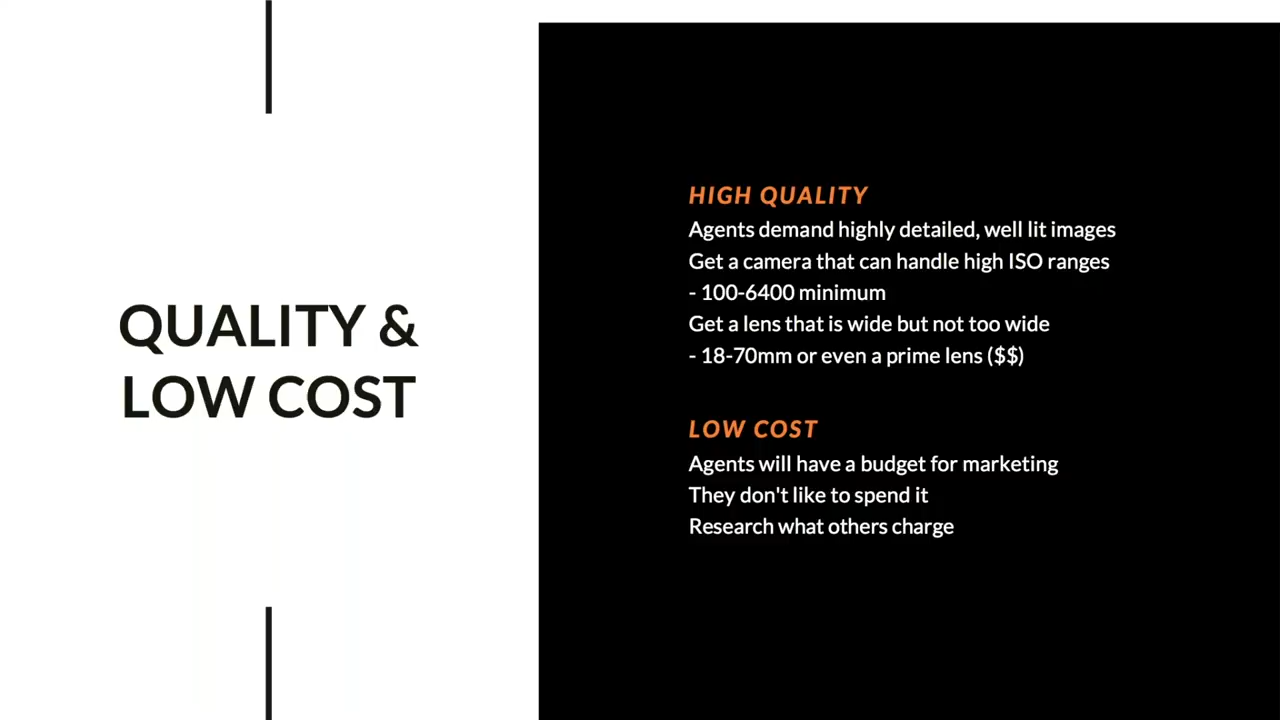 QUALITY &
LOW COST
HIGH QUALITY
Agents demand highly detailed, well lit images
Get a camera that can handle high ISO ranges
- 100-6400 minimum
Get a lens that is wide but not too wide
- 18-70mm or even a prime lens ($$)
LOW COST
Agents will have a budget for marketing
They don't like to spend it
Research what others charge